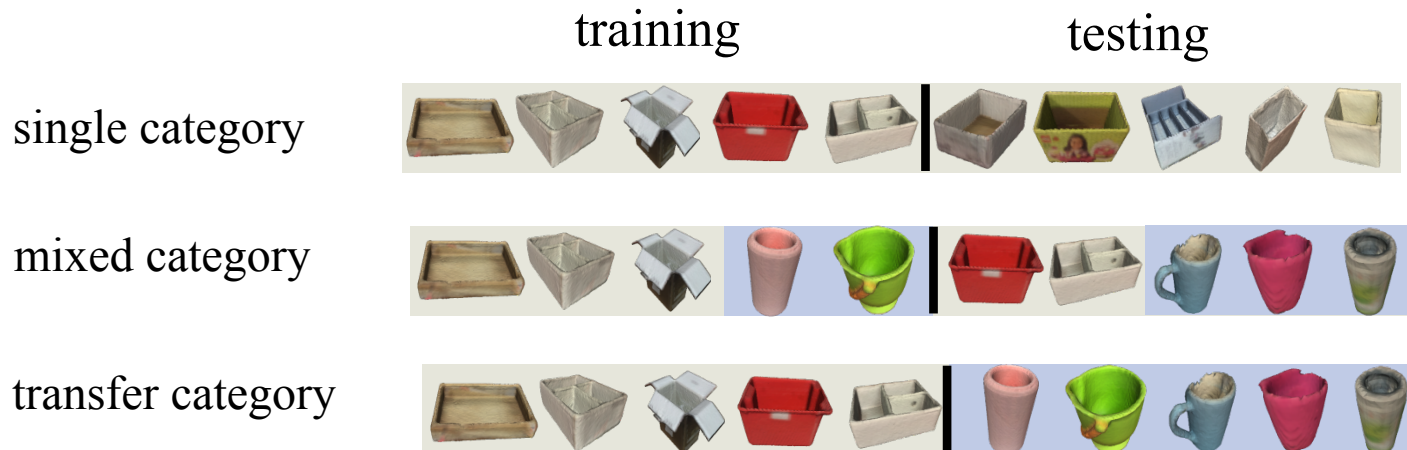 training
testing
single category
mixed category
transfer category